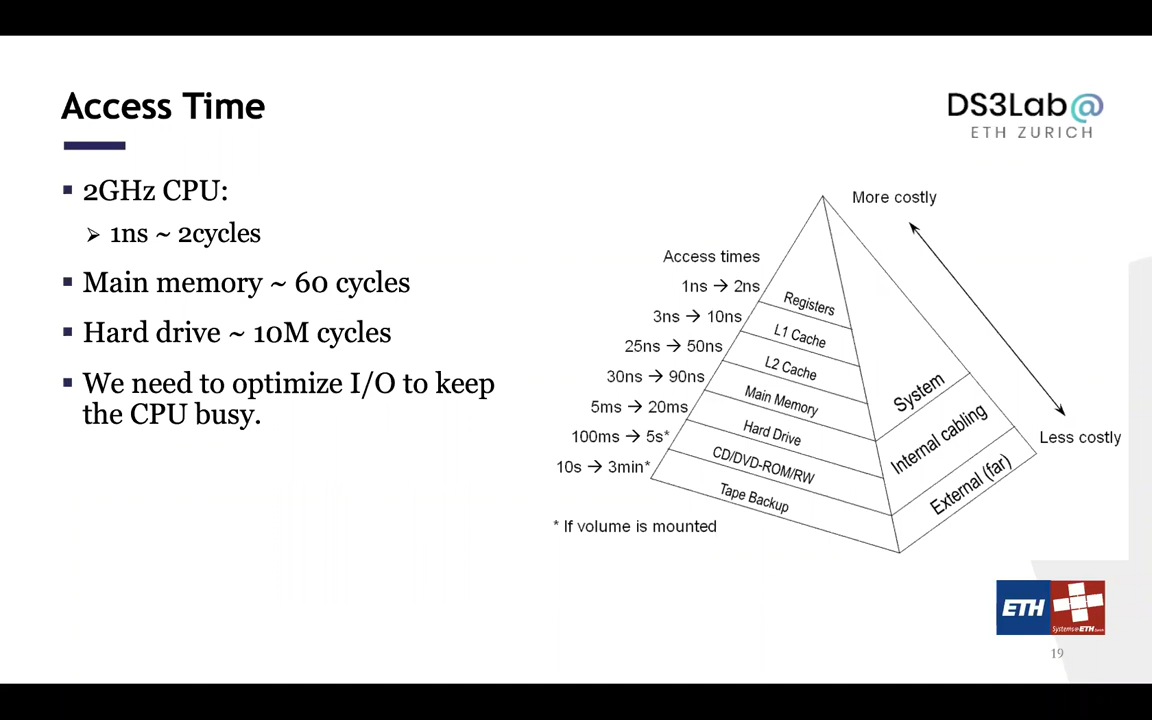 Access Time
DS3Lab@
ETH ZURICH
2GHz CPU:
1ns ~ 2cycles
Main memory ~ 60 cycles
Hard drive ~ 10M cycles
We need to optimize I/O to keep
the CPU busy.
More costly
Less costly
Access times
1ns → 2ns
3ns → 10ns
25ns → 50ns
30ns → 90ns
5ms → 20ms
100ms → 5s*
10s → 3min*
Registers
L1 Cache
L2 Cache
Main Memory
Hard Drive
CD/DVD-ROM/RW
Tape Backup
System
Internal cabling
External (far)
* If volume is mounted
ETH
Systems@ETH Zürich
19